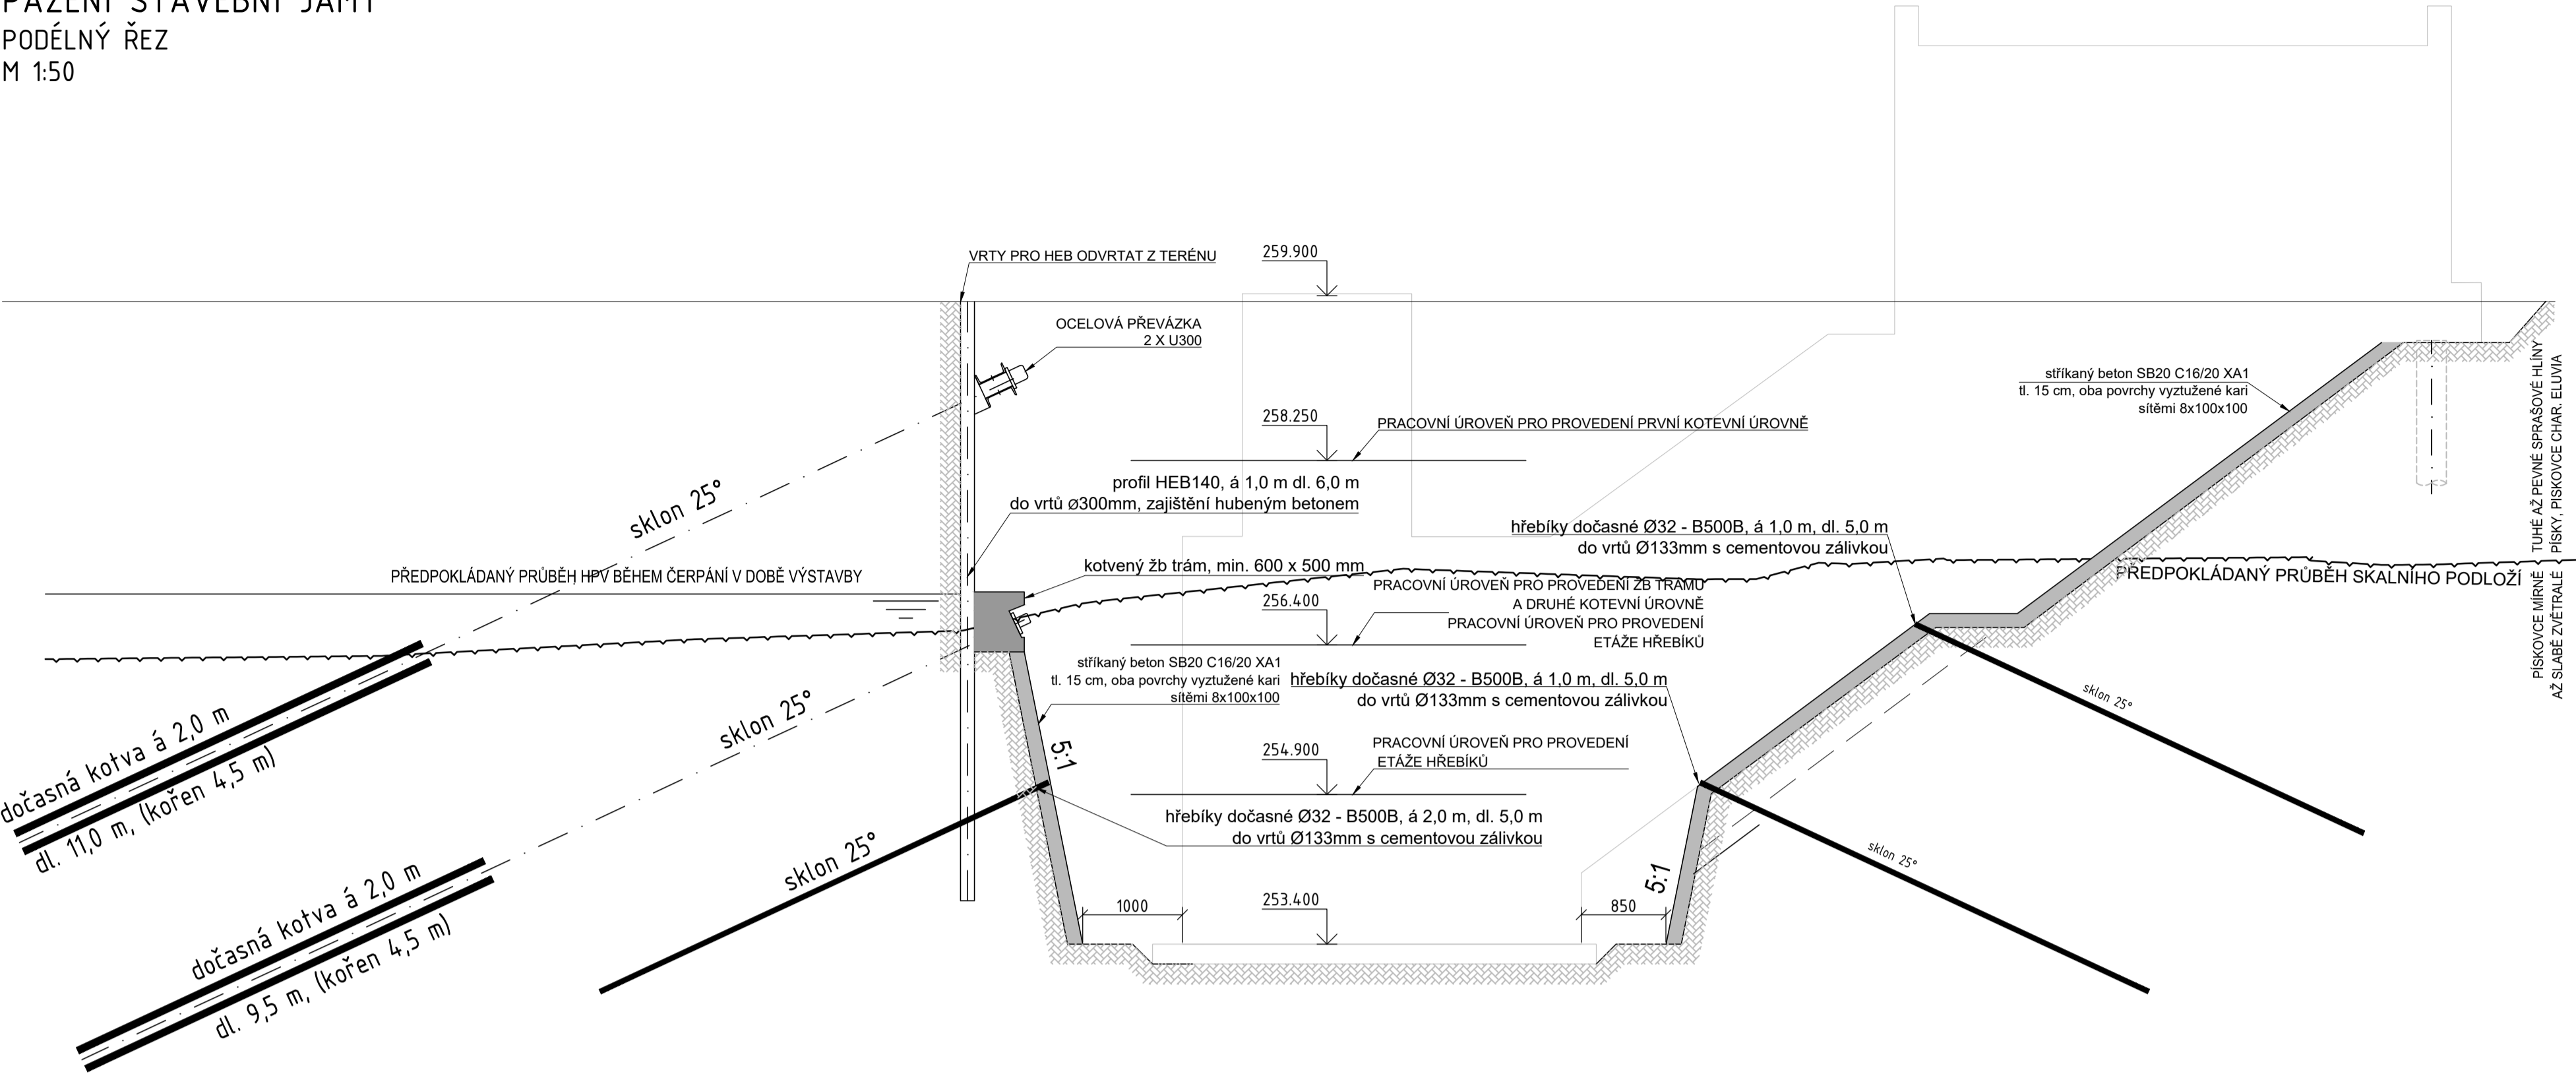 PAŽENÍ STAVEBNÍ JÁMY
PODÉLNÝ ŘEZ
M 1:50
VRTY PRO HEB ODVRTAT Z TERÉNU
259.900
OCELOVÁ PŘEVÁZKA
2 X U300
258.250
PRACOVNÍ ÚROVEŇ PRO PROVEDENÍ PRVNÍ KOTEVNÍ ÚROVNĚ
stříkaný beton SB20 C16/20 XA1
tl. 15 cm, oba povrchy vyztužené kari
sítěmi 8x100x100
profil HEB140, á 1,0 m dl. 6,0 m
do vrtů ø300mm, zajištění hubeným betonem
sklon 25°
hřebíky dočasné Ø32 - B500B, á 1,0 m, dl. 5,0 m
do vrtů Ø133mm s cementovou zálivkou
PŘEDPOKLÁDANÝ PRŮBĚH HPV BĚHEM ČERPÁNÍ V DOBĚ VÝSTAVBY
kotvený žb trám, min. 600 x 500 mm
PRACOVNÍ ÚROVEŇ PRO PROVEDENÍ ŽB TRÁMU
A DRUHÉ KOTEVNÍ ÚROVNĚ
256.400
PRACOVNÍ ÚROVEŇ PRO PROVEDENÍ
ETÁŽE HŘEBÍKŮ
PŘEDPOKLÁDANÝ PRŮBĚH SKALNÍHO PODLOŽÍ
TUHÉ AŽ PEVNÉ SPRAŠOVÉ HLÍNY
PÍSKY, PÍSKOVCE CHAR. ELUVIA
PÍSKOVCE MÍRNĚ
AŽ SLABĚ ZVĚTRALÉ
stříkaný beton SB20 C16/20 XA1
tl. 15 cm, oba povrchy vyztužené kari
sítěmi 8x100x100
hřebíky dočasné Ø32 - B500B, á 1,0 m, dl. 5,0 m
do vrtů Ø133mm s cementovou zálivkou
sklon 25°
sklon 25°
dočasná kotva á 2,0 m
dl. 11,0 m, (kořen 4,5 m)
5:1
254.900
PRACOVNÍ ÚROVEŇ PRO PROVEDENÍ
ETÁŽE HŘEBÍKŮ
hřebíky dočasné Ø32 - B500B, á 2,0 m, dl. 5,0 m
do vrtů Ø133mm s cementovou zálivkou
sklon 25°
sklon 25°
5:1
dočasná kotva á 2,0 m
dl. 9,5 m, (kořen 4,5 m)
1000
253.400
850